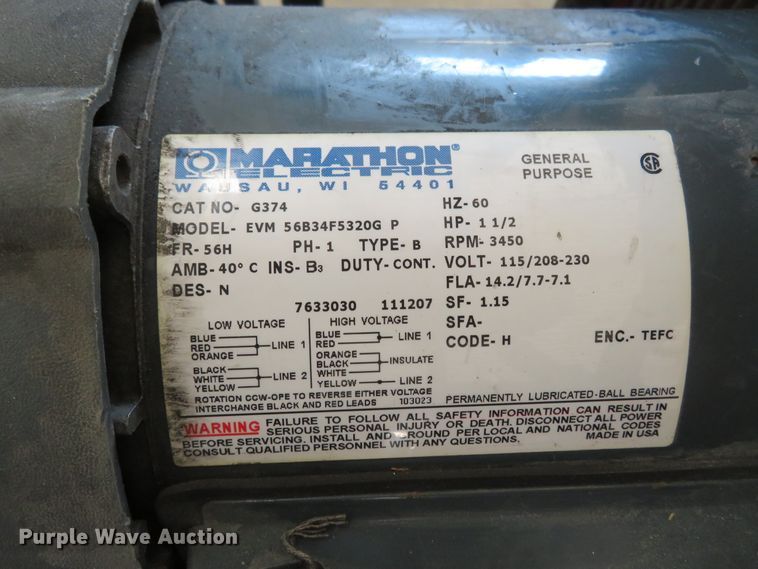 MARATHON®
ELECTRIC
WAUSAU, WI 54401
GENERAL
PURPOSE
CAT NO- G374
MODEL- EVM 56B34F5320G P
FR- 56H PH- 1 TYPE- B
AMB- 40° C INS- B3 DUTY- CONT.
DES- N
HZ- 60
HP- 1 1/2
RPM- 3450
VOLT- 115/208-230
FLA- 14.2/7.7-7.1
SF- 1.15
SFA-
CODE- H ENC.- TEFC
7633030 111207
LOW VOLTAGE
BLUE
RED
ORANGE
LINE 1
BLACK
WHITE
YELLOW
LINE 2
HIGH VOLTAGE
BLUE
RED
LINE 1
ORANGE
BLACK
WHITE
INSULATE
YELLOW
LINE 2
ROTATION CCW-OPE TO REVERSE EITHER VOLTAGE
INTERCHANGE BLACK AND RED LEADS 103023
PERMANENTLY LUBRICATED-BALL BEARING
WARNING FAILURE TO FOLLOW ALL SAFETY INFORMATION CAN RESULT IN
SERIOUS PERSONAL INJURY OR DEATH. DISCONNECT ALL POWER
BEFORE SERVICING. INSTALL AND GROUND PER LOCAL AND NATIONAL CODES
CONSULT QUALIFIED PERSONNEL WITH ANY QUESTIONS. MADE IN USA
Purple Wave Auction
Purple Wave Auction